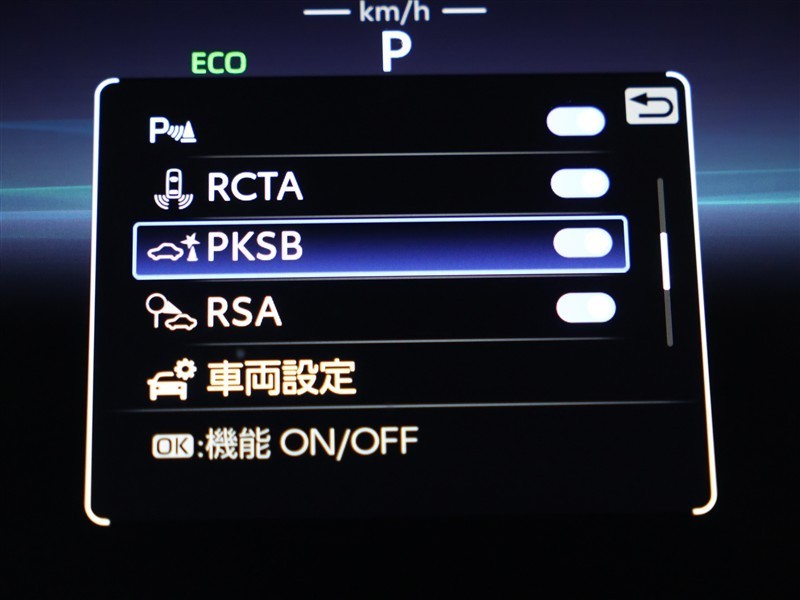 km/h
ECO P
P
RCTA
PKSB
RSA
車両設定
OK:機能 ON/OFF